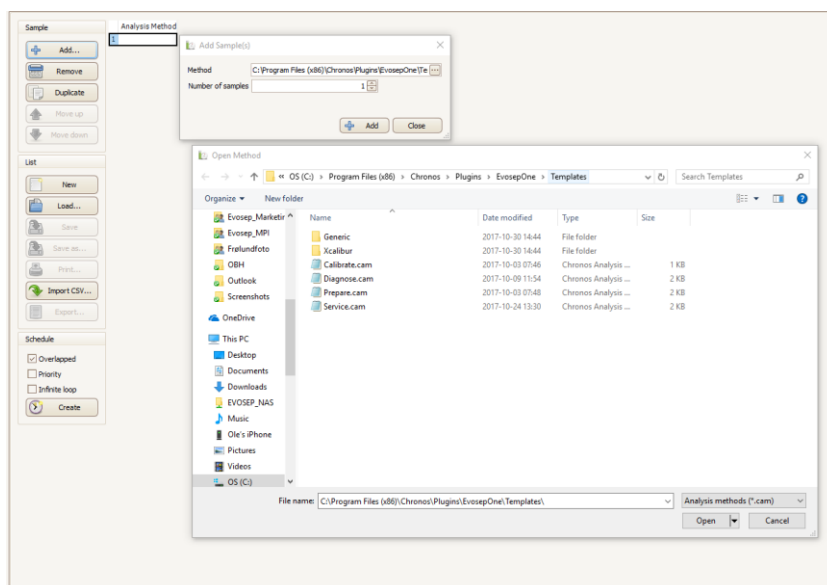 Sample
Analysis Method
1
Add...
Remove
Duplicate
Move up
Move down
List
New
Load...
Save
Save as...
Print...
Import CSV...
Export...
Schedule
Overlapped
Priority
Infinite loop
Create
Add Sample(s)
Method
C:\Program Files (x86)\Chronos\Plugins\EvosepOne\Te
Number of samples
1
Add
Close
Open Method
« OS (C:) › Program Files (x86) › Chronos › Plugins › EvosepOne › Templates
Search Templates
Organize
New folder
Evosep_Marketir
Evosep_MPI
Frølundfoto
OBH
Outlook
Screenshots
OneDrive
This PC
Desktop
Documents
Downloads
EVOSEP_NAS
Music
Ole's iPhone
Pictures
Videos
OS (C:)
Name Date modified Type Size
Generic 2017-10-30 14:44 File folder
Xcalibur 2017-10-30 14:44 File folder
Calibrate.cam 2017-10-03 07:46 Chronos Analysis ... 1 KB
Diagnose.cam 2017-10-09 11:54 Chronos Analysis ... 2 KB
Prepare.cam 2017-10-03 07:48 Chronos Analysis ... 2 KB
Service.cam 2017-10-24 13:30 Chronos Analysis ... 2 KB
File name: C:\Program Files (x86)\Chronos\Plugins\EvosepOne\Templates\
Analysis methods (*.cam)
Open
Cancel